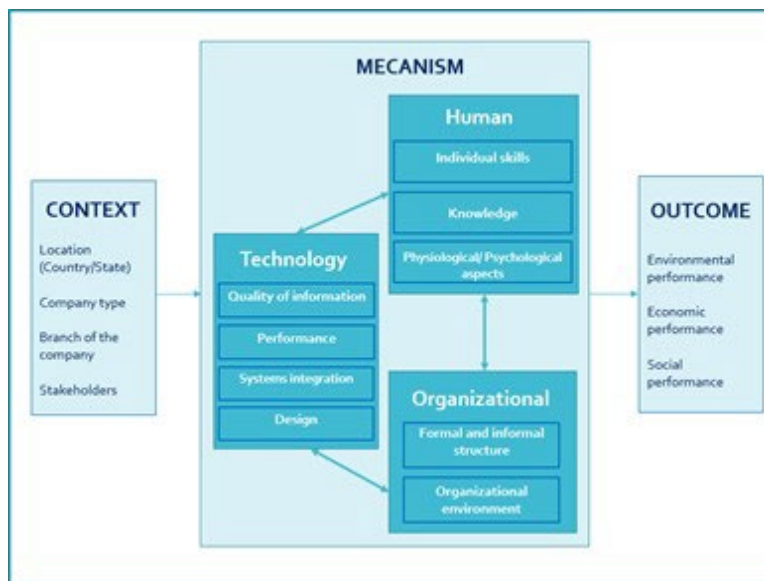 MECANISM
Human
Individual skills
Knowledge
Physiological/ Psychological
aspects
CONTEXT
Location
(Country/State)
Company type
Branch of the
company
Stakeholders
Technology
Quality of information
Performance
Systems integration
Design
Organizational
Formal and informal
structure
Organizational
environment
OUTCOME
Environmental
performance
Economic
performance
Social
performance